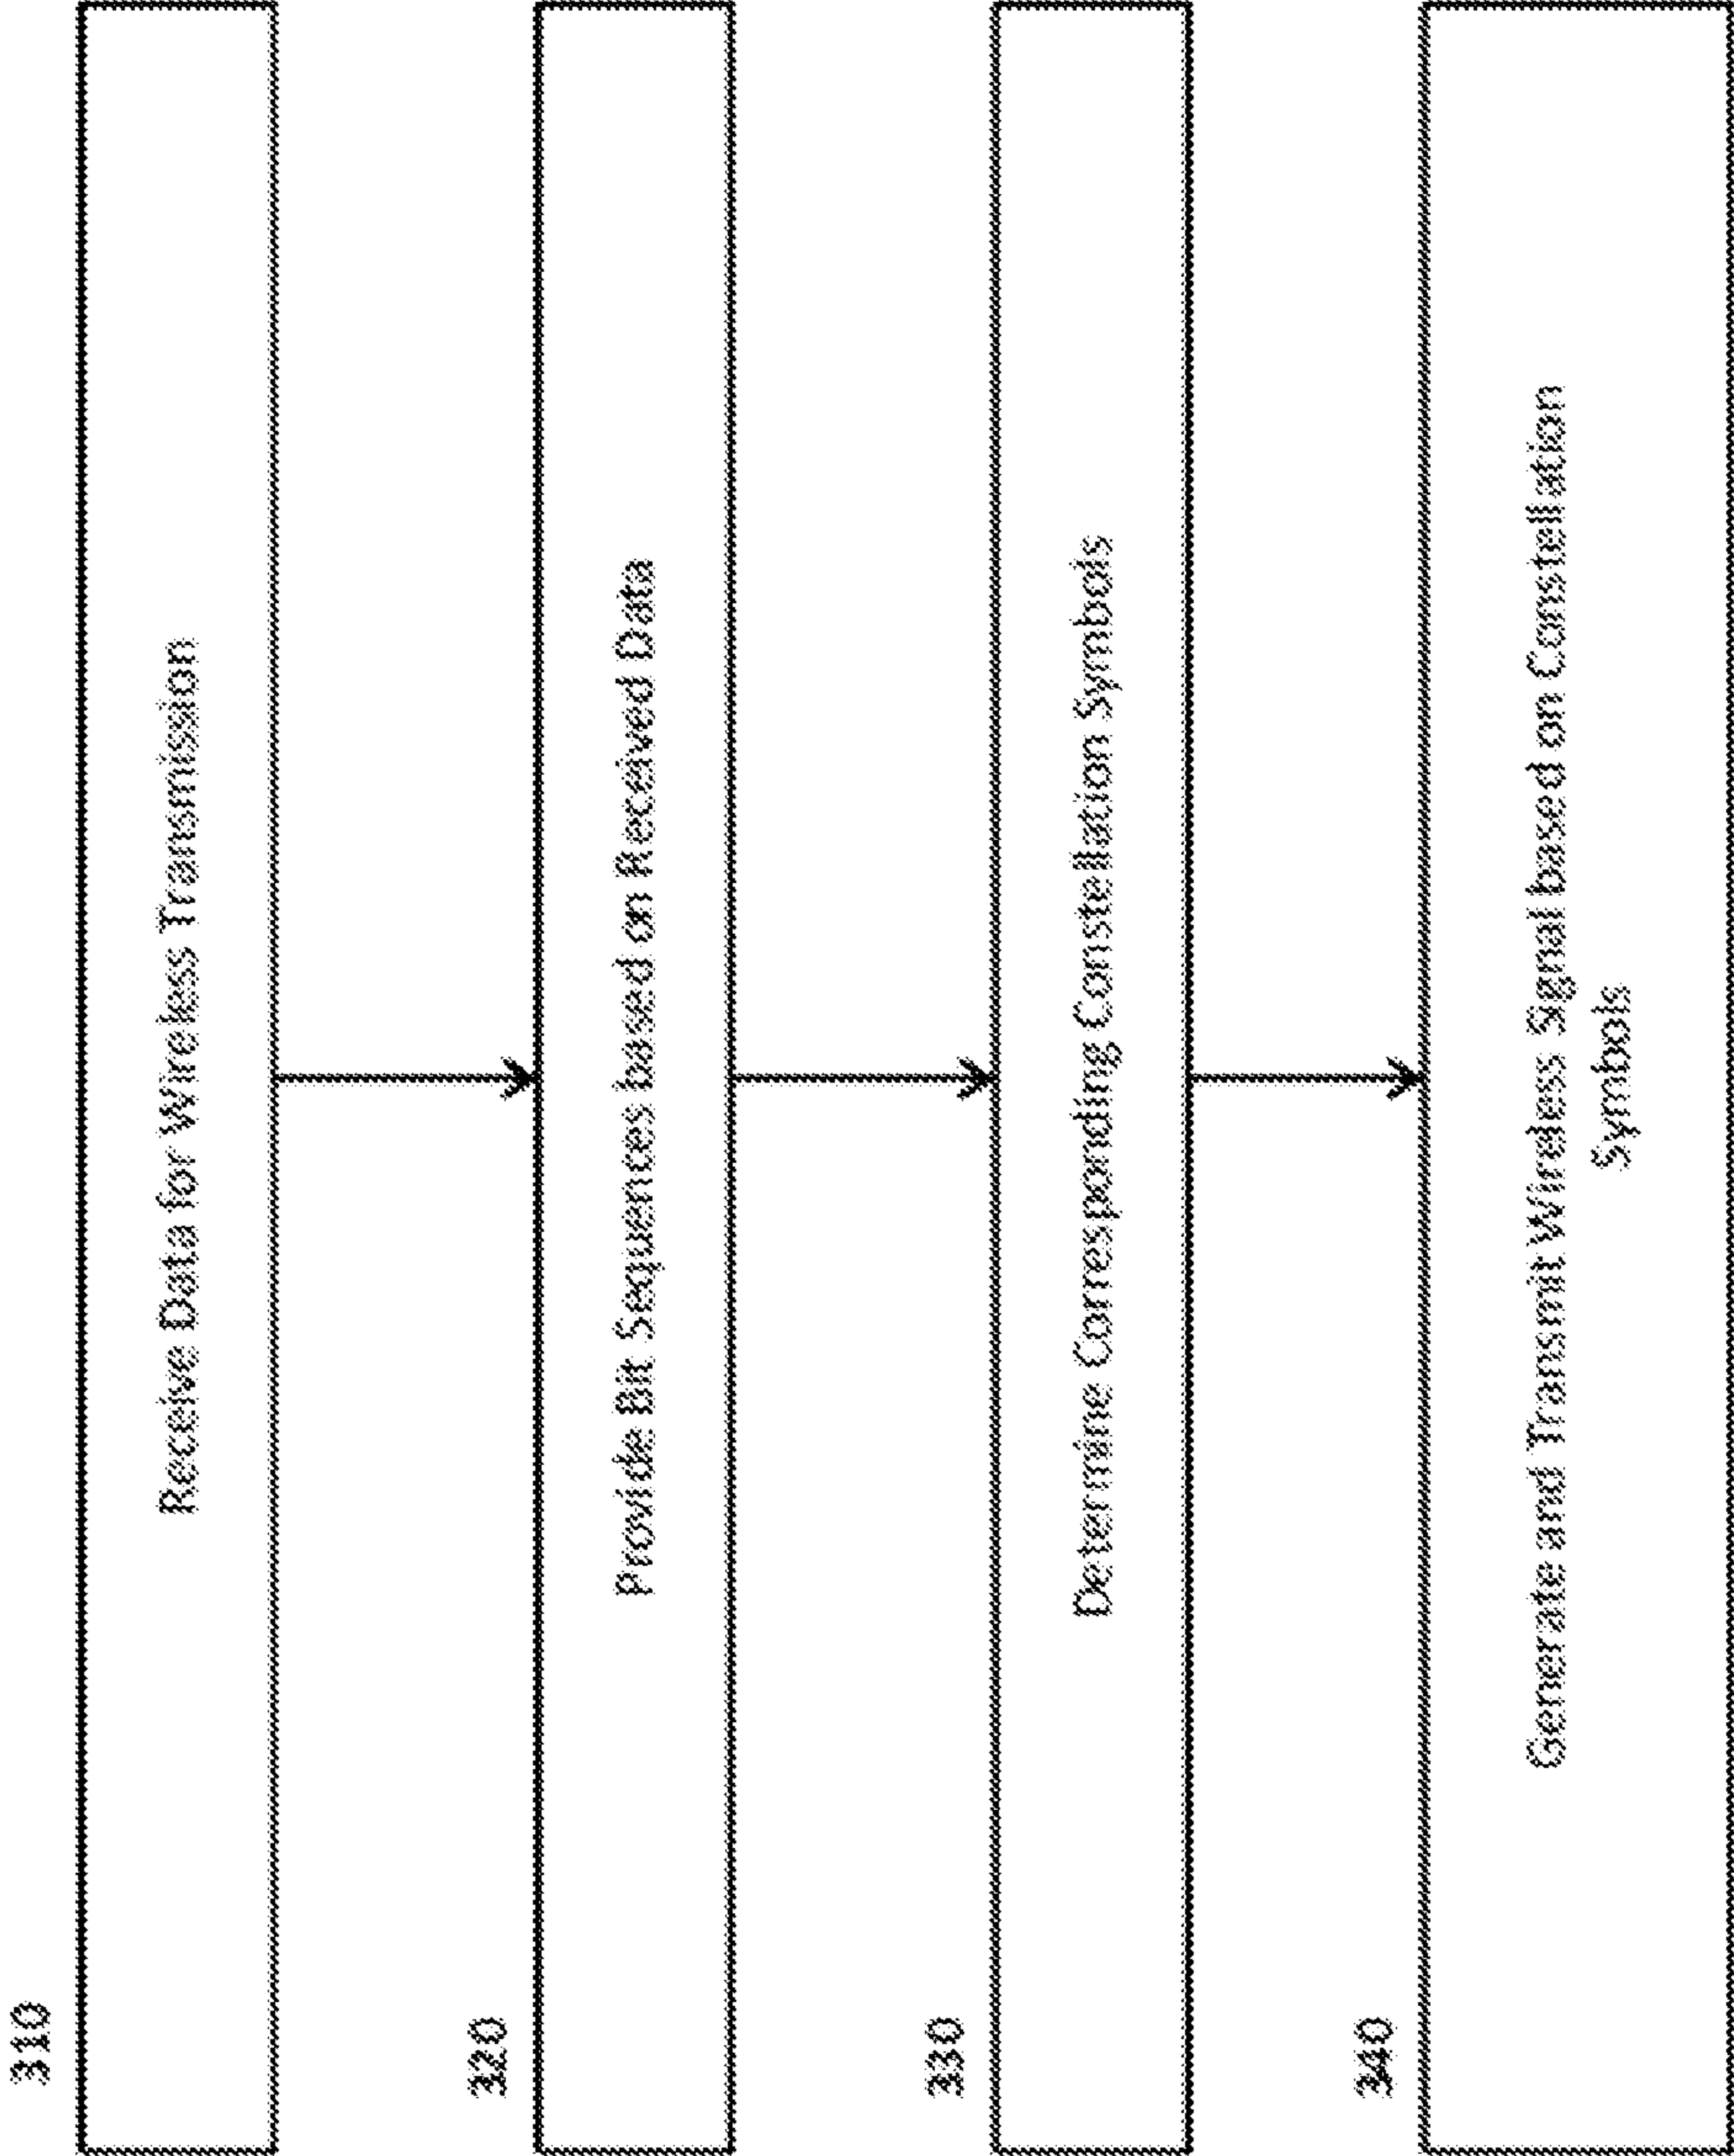 310
Receive Data for Wireless Transmission
320
Provide Bit Sequences based on Received Data
330
Determine Corresponding Constellation Symbols
340
Generate and Transmit Wireless Signal based on Constellation
Symbols